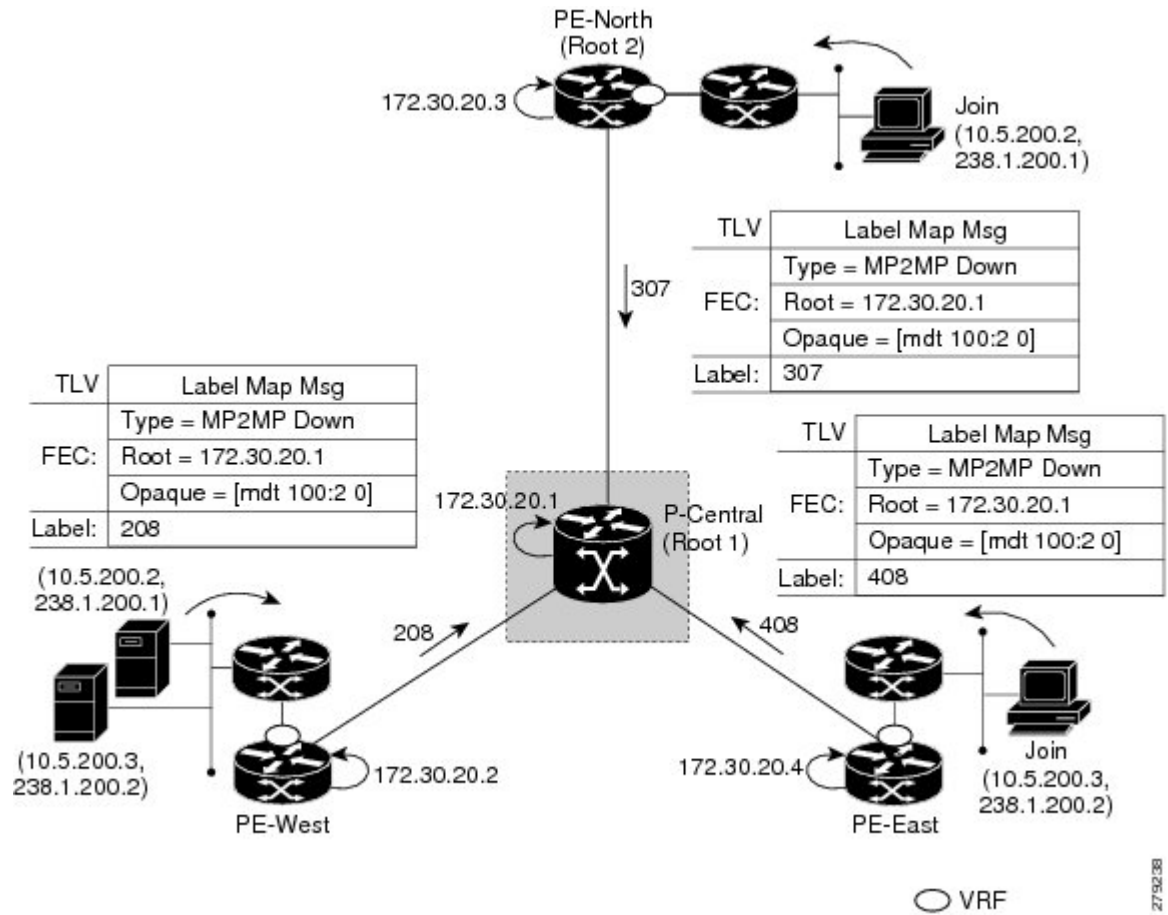 PE-North
(Root 2)
172.30.20.3
Join
(10.5.200.2,
238.1.200.1)
TLV Label Map Msg
FEC: Type = MP2MP Down
Root = 172.30.20.1
Opaque = [mdt 100:2 0]
Label: 307
307
TLV Label Map Msg
FEC: Type = MP2MP Down
Root = 172.30.20.1
Opaque = [mdt 100:2 0]
Label: 208
TLV Label Map Msg
FEC: Type = MP2MP Down
Root = 172.30.20.1
Opaque = [mdt 100:2 0]
Label: 408
172.30.20.1
P-Central
(Root 1)
(10.5.200.2,
238.1.200.1)
208
408
(10.5.200.3,
238.1.200.2)
172.30.20.2
PE-West
172.30.20.4
PE-East
Join
(10.5.200.3,
238.1.200.2)
VRF
279238